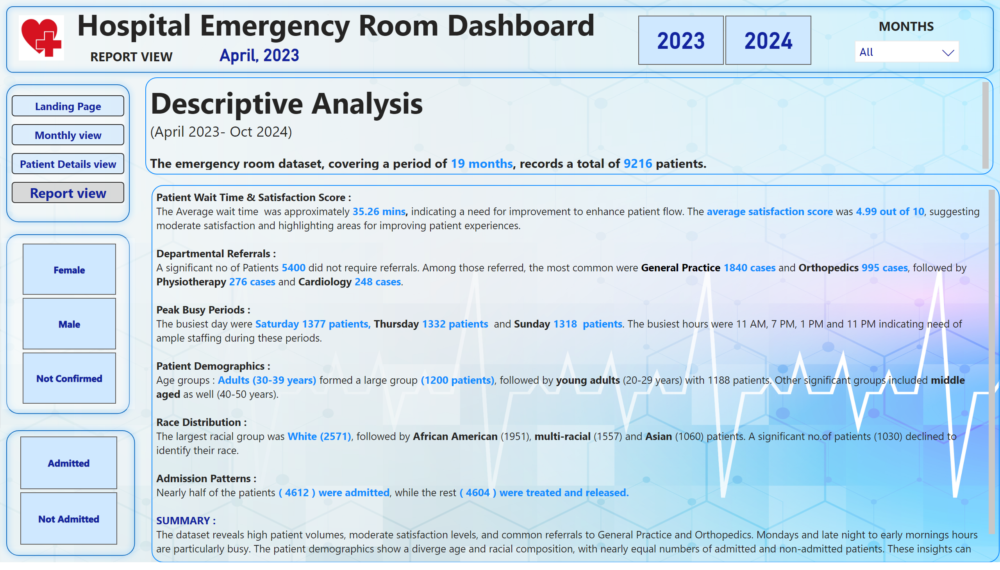 Hospital Emergency Room Dashboard
REPORT VIEW
April, 2023
2023
2024
MONTHS
All
Landing Page
Monthly view
Patient Details view
Report view
Female
Male
Not Confirmed
Admitted
Not Admitted
Descriptive Analysis
(April 2023- Oct 2024)
The emergency room dataset, covering a period of 19 months, records a total of 9216 patients.
Patient Wait Time & Satisfaction Score :
The Average wait time  was approximately 35.26 mins, indicating a need for improvement to enhance patient flow. The average satisfaction score was 4.99 out of 10, suggesting
moderate satisfaction and highlighting areas for improving patient experiences.
Departmental Referrals :
A significant no of Patients 5400 did not require referrals. Among those referred, the most common were General Practice 1840 cases and Orthopedics 995 cases, followed by
Physiotherapy 276 cases and Cardiology 248 cases.
Peak Busy Periods :
The busiest day were Saturday 1377 patients, Thursday 1332 patients  and Sunday 1318  patients. The busiest hours were 11 AM, 7 PM, 1 PM and 11 PM indicating need of
ample staffing during these periods.
Patient Demographics :
Age groups : Adults (30-39 years) formed a large group (1200 patients), followed by young adults (20-29 years) with 1188 patients. Other significant groups included middle
aged as well (40-50 years).
Race Distribution :
The largest racial group was White (2571), followed by African American (1951), multi-racial (1557) and Asian (1060) patients. A significant no.of patients (1030) declined to
identify their race.
Admission Patterns :
Nearly half of the patients ( 4612 ) were admitted, while the rest ( 4604 ) were treated and released.
SUMMARY :
The dataset reveals high patient volumes, moderate satisfaction levels, and common referrals to General Practice and Orthopedics. Mondays and late night to early mornings hours
are particularly busy. The patient demographics show a diverge age and racial composition, with nearly equal numbers of admitted and non-admitted patients. These insights can